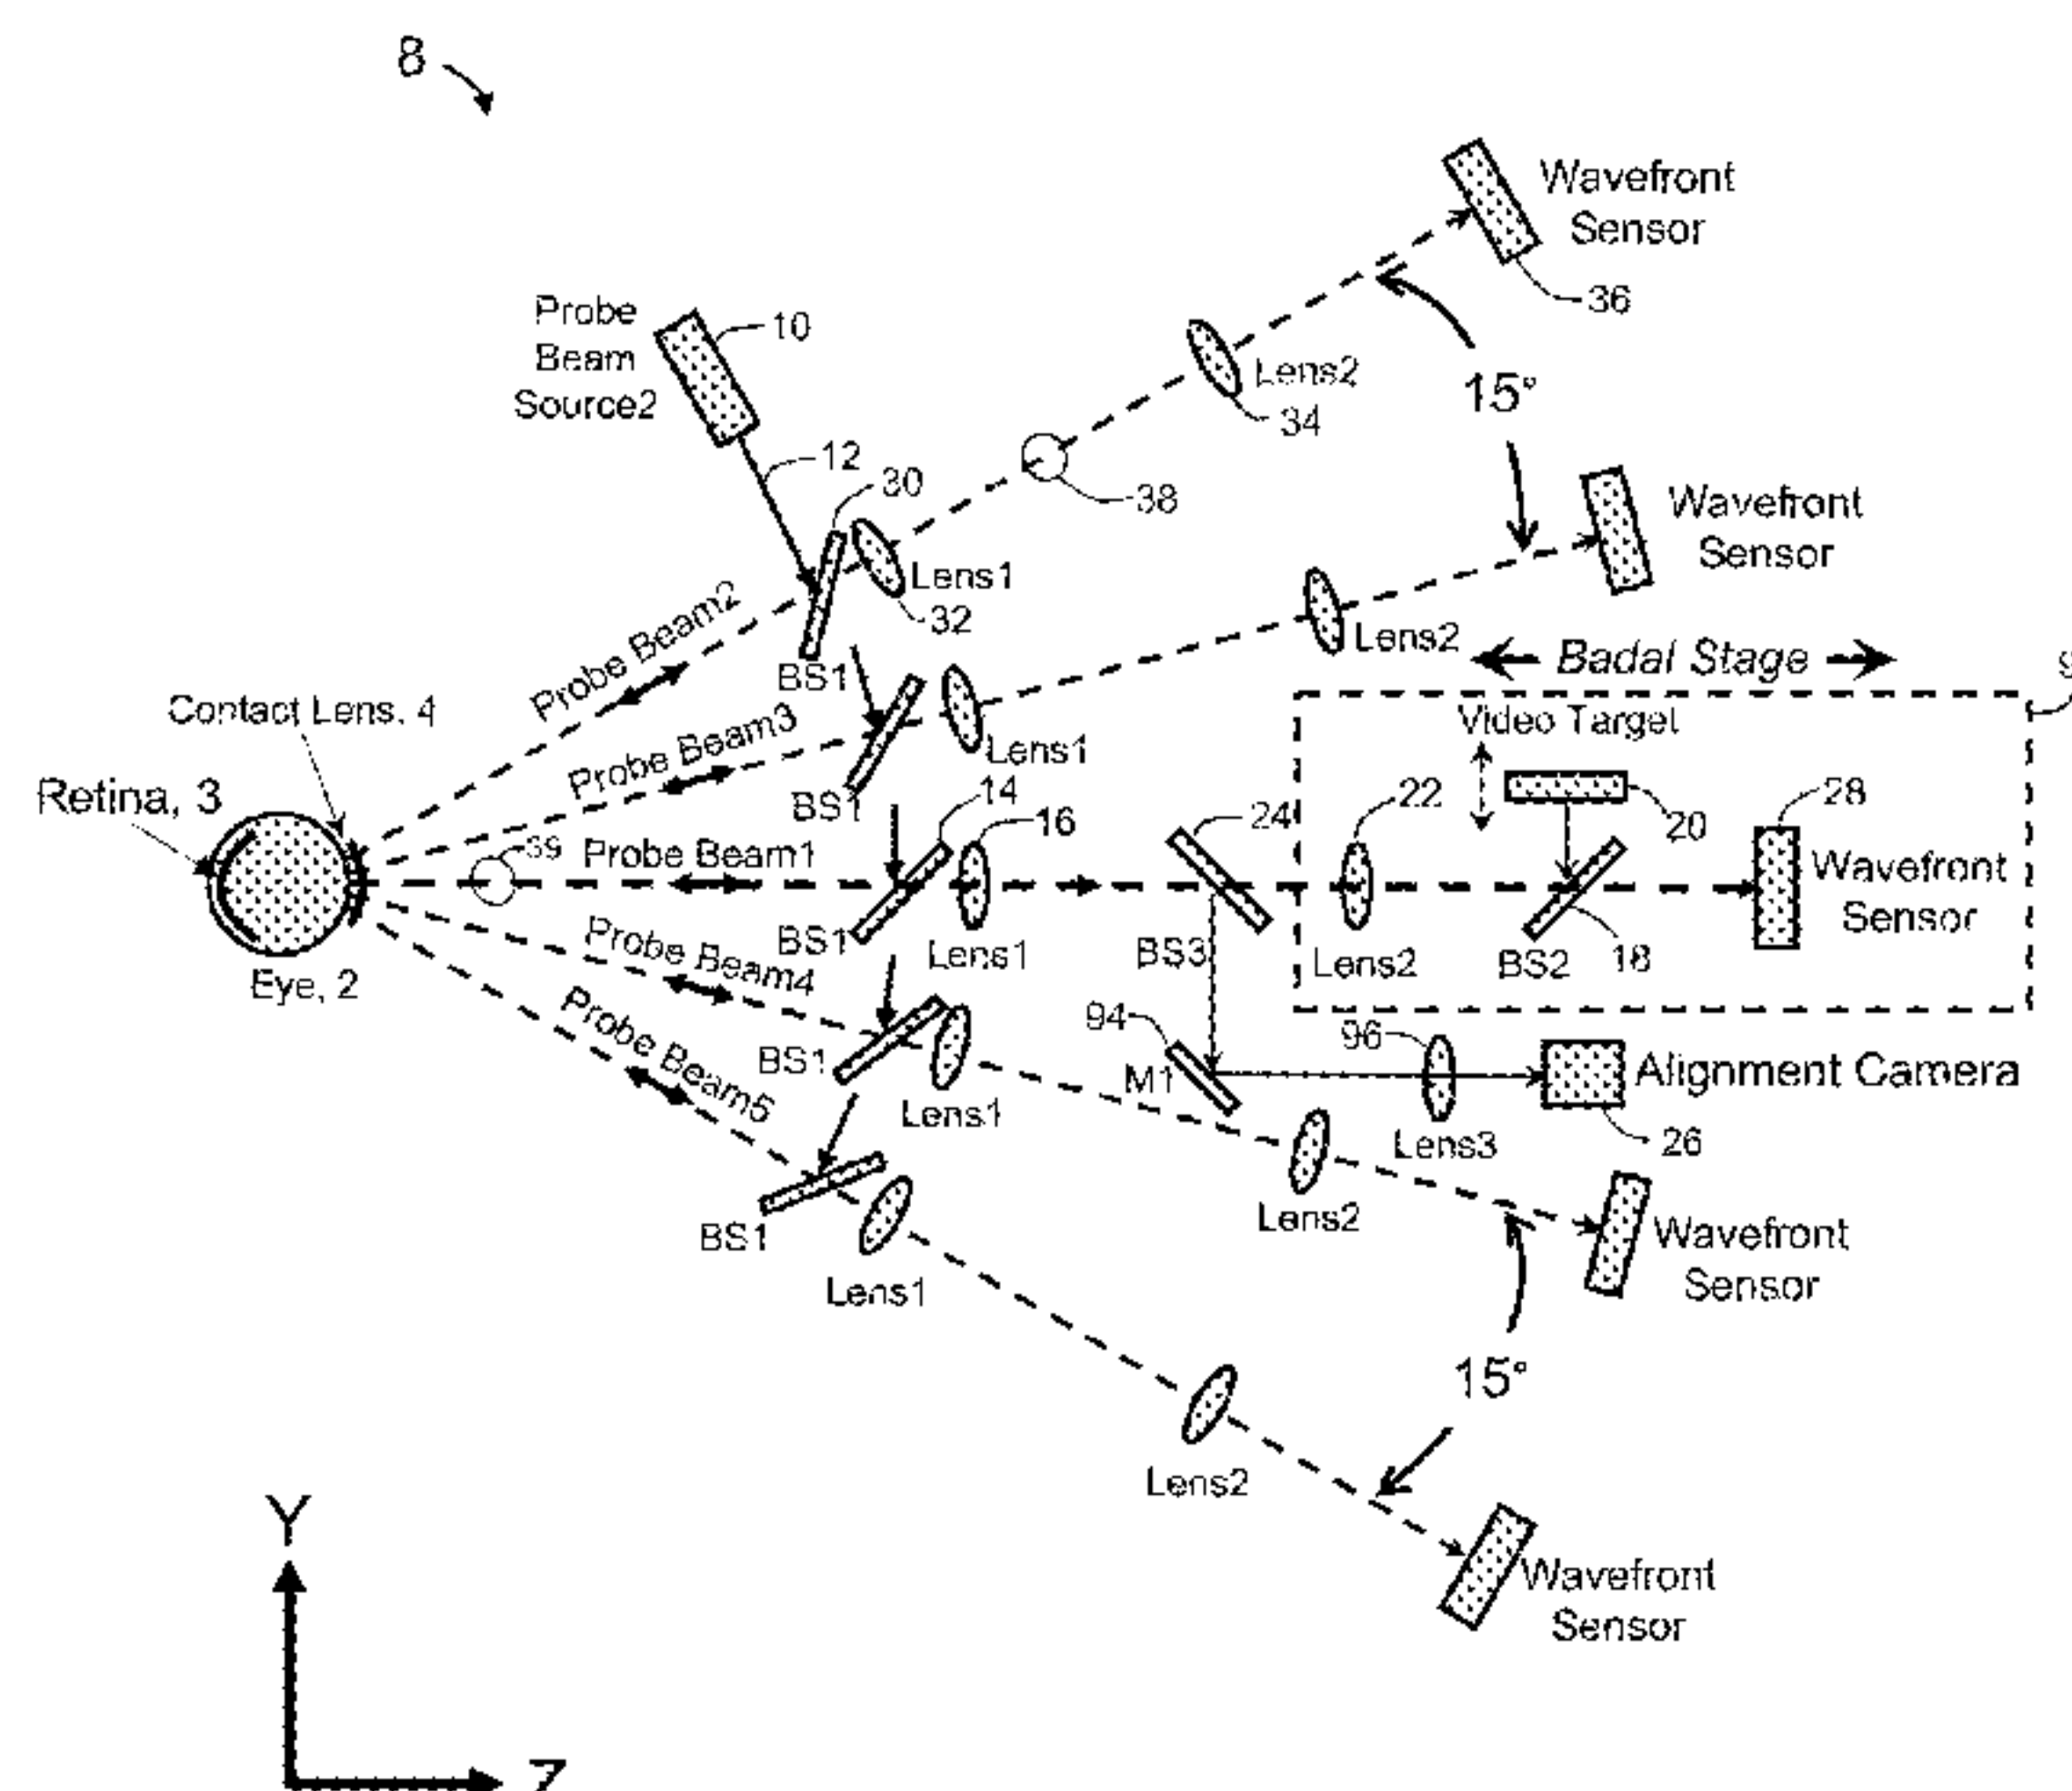 8
Wavefront
Sensor
36
Probe
Beam
Source2
10
Lens2
34
15°
12
30
38
Wavefront
Sensor
Lens1
32
Probe Beam2
BS1
Lens2
Badal Stage
9
Contact Lens, 4
Probe Beam3
Lens1
Video Target
Retina, 3
BS1
14
16
24
22
20
28
39
Probe Beam1
Wavefront
Sensor
BS1
Lens1
BS3
Lens2
BS2
18
Eye, 2
Probe Beam4
Probe Beam5
94
96
BS1
M1
Alignment Camera
Lens1
Lens3
26
BS1
Lens2
Wavefront
Sensor
Lens1
15°
Lens2
Wavefront
Sensor
Y
Z